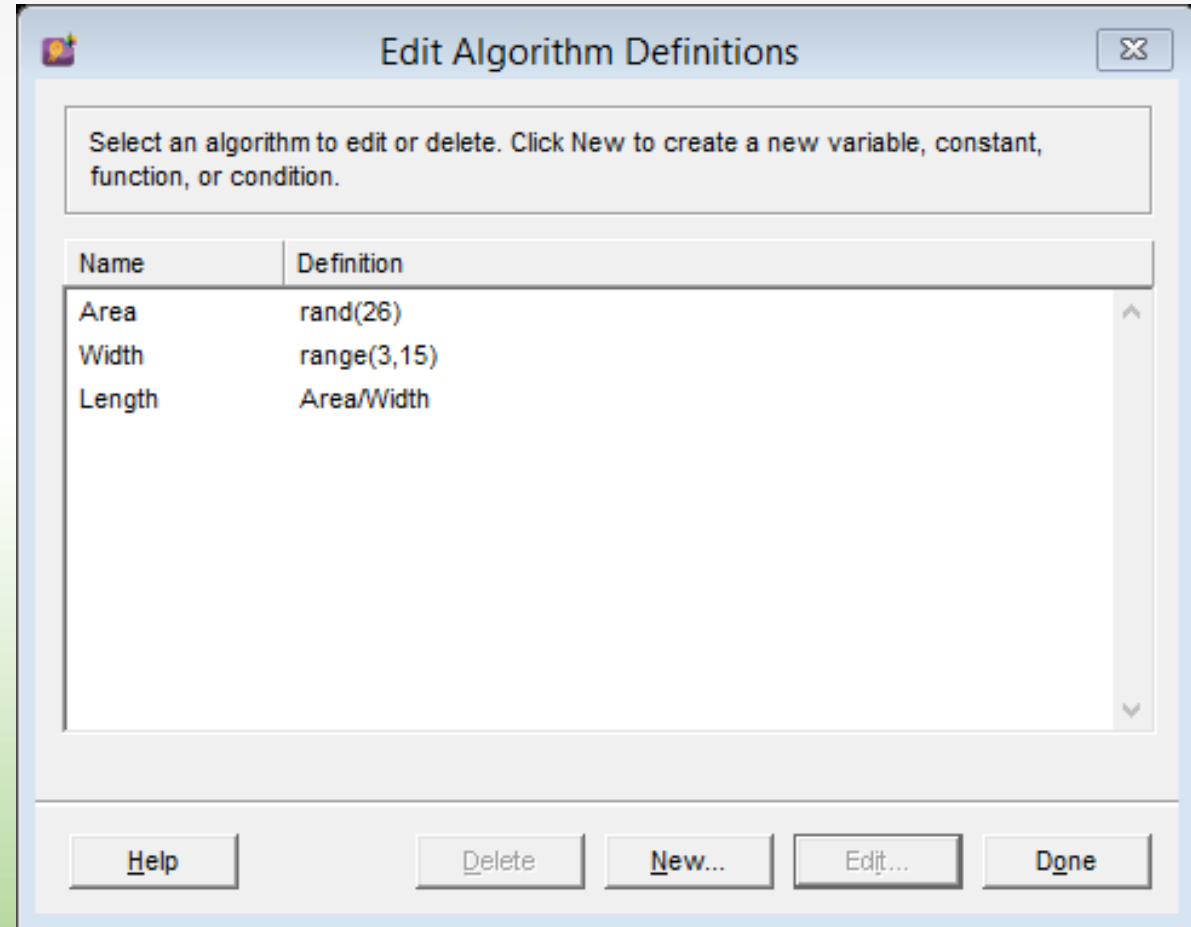 Edit Algorithm Definitions
Select an algorithm to edit or delete. Click New to create a new variable, constant,
function, or condition.
Name Definition
Area rand(26)
Width range(3,15)
Length Area/Width
Help Delete New... Edit... Done